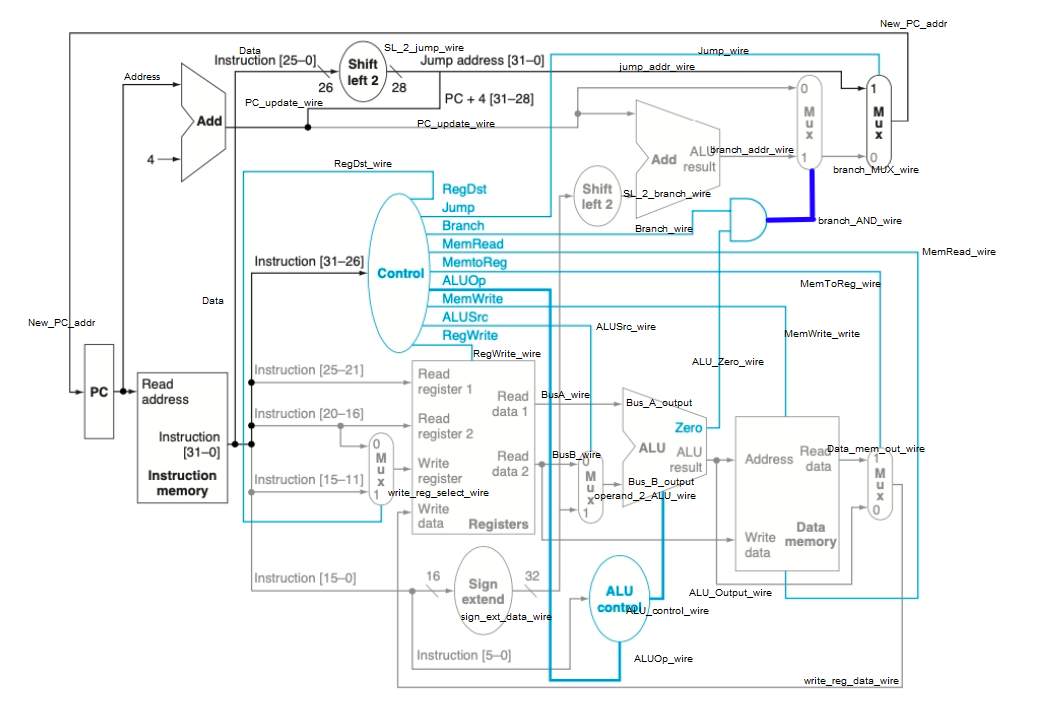 New_PC_addr
Data
SL_2_jump_wire
Jump_wire
Instruction [25–0]
Shift
left 2
Jump address [31–0]
jump_addr_wire
26
28
Address
PC_update_wire
PC + 4 [31–28]
Add
PC_update_wire
4
0
M
u
x
1
1
M
u
x
0
Add
ALU
result
branch_addr_wire
branch_MUX_wire
RegDst_wire
Shift
left 2
SL_2_branch_wire
RegDst
Jump
Branch
MemRead
MemtoReg
ALUOp
MemWrite
ALUSrc
RegWrite
Control
Branch_wire
branch_AND_wire
MemRead_wire
Instruction [31–26]
MemToReg_wire
Data
New_PC_addr
ALUSrc_wire
MemWrite_write
RegWrite_wire
ALU_Zero_wire
PC
Read
address
Instruction
[31–0]
Instruction
memory
Instruction [25–21]
Instruction [20–16]
Instruction [15–11]
0
M
u
x
1
write_reg_select_wire
Read
register 1
Read
register 2
Write
register
Write
data
Read
data 1
Read
data 2
Registers
BusA_wire
BusB_wire
0
M
u
x
1
Bus_A_output
Zero
ALU
ALU
result
Bus_B_output
operand_2_ALU_wire
Address
Read
data
Write
data
Data
memory
Data_mem_out_wire
1
M
u
x
0
Instruction [15–0]
16
Sign
extend
32
sign_ext_data_wire
ALU
control
ALU_control_wire
ALU_Output_wire
Instruction [5–0]
ALUOp_wire
write_reg_data_wire